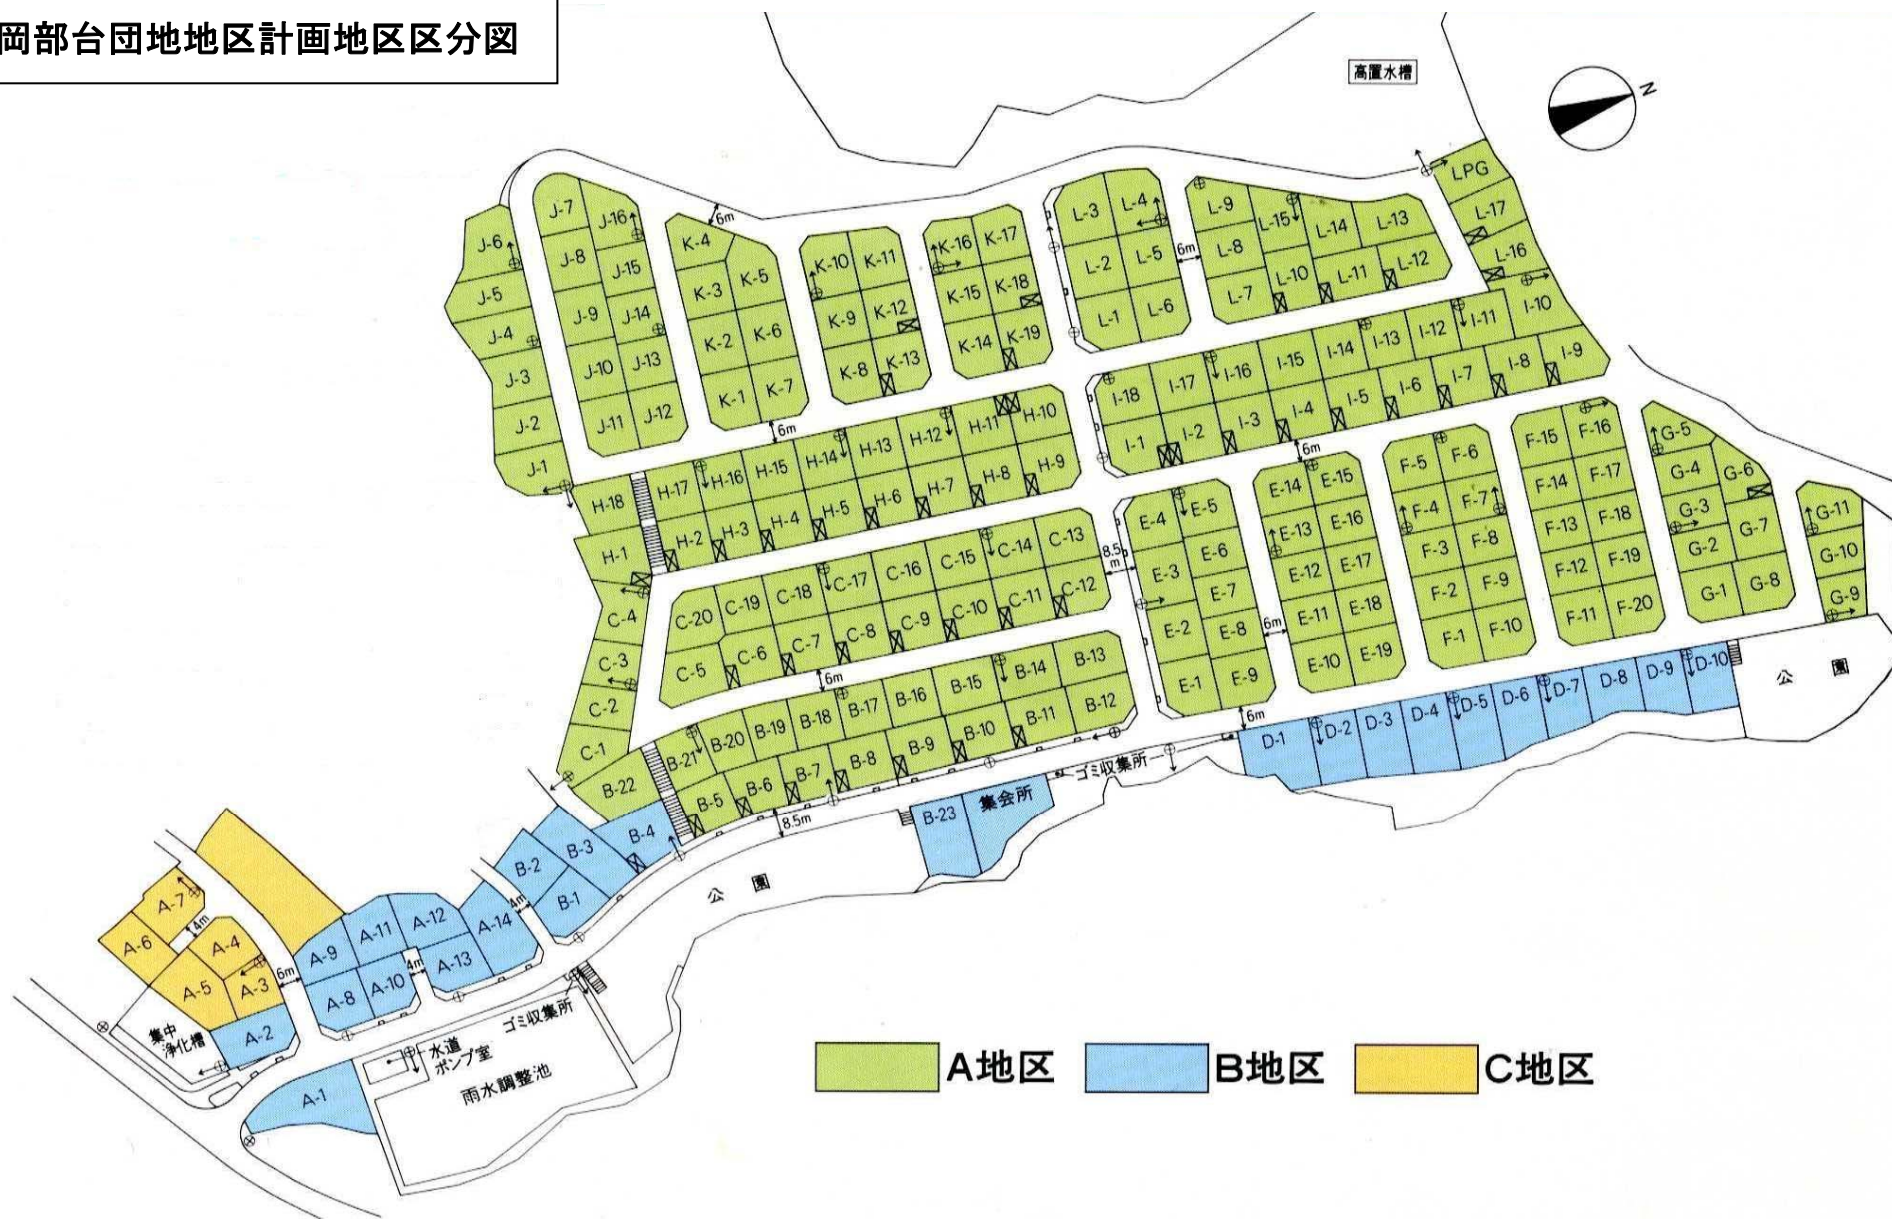 岡部台団地地区計画地区区分図
高置水槽
N
LPG
L-17
L-16
J-7
J-16
J-6
J-8
J-15
J-5
J-9
J-14
J-4
J-10
J-13
J-3
J-11
J-12
J-2
J-1
6m
K-4
K-5
K-3
K-2
K-6
K-1
K-7
K-10
K-11
K-9
K-12
K-8
K-13
K-16
K-17
K-15
K-18
K-14
K-19
L-3
L-4
L-2
L-5
L-1
L-6
6m
L-9
L-15
L-14
L-13
L-8
L-10
L-11
L-12
L-7
6m
I-18
I-17
I-16
I-15
I-14
I-13
I-12
I-11
I-10
I-1
I-2
I-3
I-4
I-5
I-6
I-7
I-8
I-9
6m
H-18
H-17
H-16
H-15
H-14
H-13
H-12
H-11
H-10
H-1
H-2
H-3
H-4
H-5
H-6
H-7
H-8
H-9
C-4
C-3
C-2
C-1
C-20
C-19
C-18
C-17
C-16
C-15
C-14
C-13
C-5
C-6
C-7
C-8
C-9
C-10
C-11
C-12
6m
8.5
m
E-4
E-5
E-3
E-6
E-2
E-7
E-8
E-1
E-9
6m
E-14
E-15
E-13
E-16
E-12
E-17
E-11
E-18
E-10
E-19
6m
F-5
F-6
F-4
F-7
F-3
F-8
F-2
F-9
F-1
F-10
F-15
F-16
F-14
F-17
F-13
F-18
F-12
F-19
F-11
F-20
G-5
G-4
G-6
G-3
G-7
G-2
G-1
G-8
G-11
G-10
G-9
公園
B-22
B-21
B-20
B-19
B-18
B-17
B-16
B-15
B-14
B-13
B-5
B-6
B-7
B-8
B-9
B-10
B-11
B-12
8.5m
ゴミ収集所
D-1
D-2
D-3
D-4
D-5
D-6
D-7
D-8
D-9
D-10
B-23
集会所
公園
B-4
B-3
B-2
B-1
4m
A-14
A-12
A-11
A-9
A-13
A-10
A-8
4m
6m
A-7
4m
A-6
A-4
A-5
A-3
A-2
集中
浄化槽
A-1
ゴミ収集所
水道
ポンプ室
雨水調整池
A地区
B地区
C地区